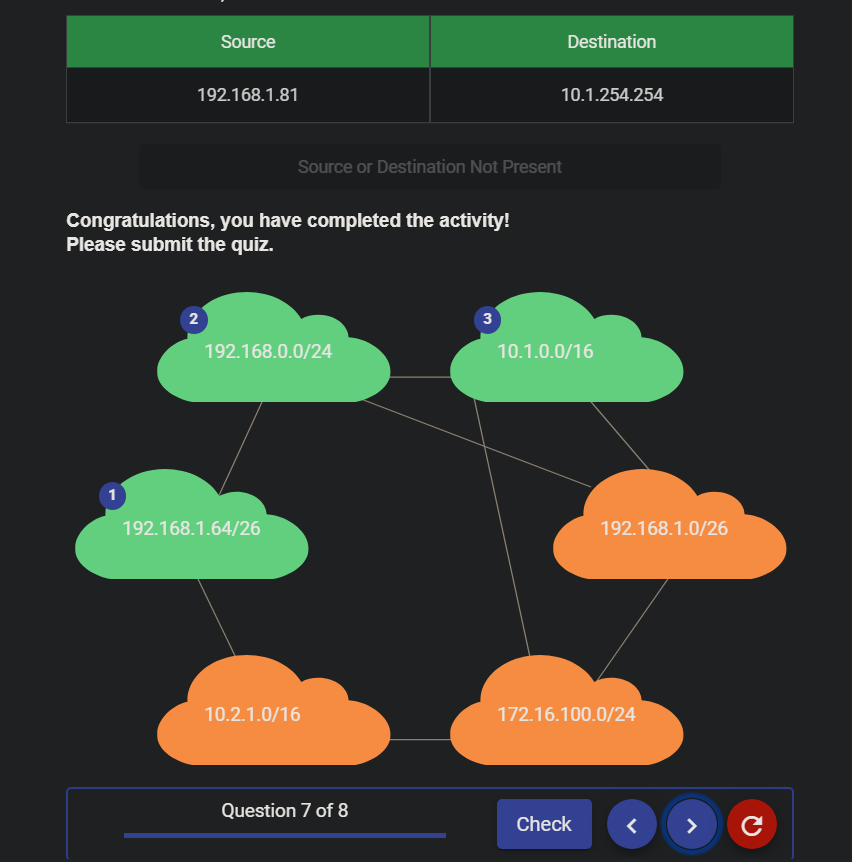 Source
Destination
192.168.1.81
10.1.254.254
Source or Destination Not Present
Congratulations, you have completed the activity!
Please submit the quiz.
2
192.168.0.0/24
3
10.1.0.0/16
1
192.168.1.64/26
192.168.1.0/26
10.2.1.0/16
172.16.100.0/24
Question 7 of 8
Check